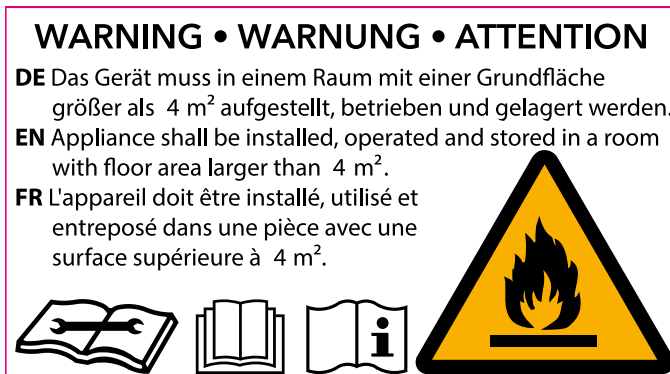 WARNING • WARNUNG • ATTENTION
DE Das Gerät muss in einem Raum mit einer Grundfläche
größer als 4 m² aufgestellt, betrieben und gelagert werden.
EN Appliance shall be installed, operated and stored in a room
with floor area larger than 4 m².
FR L'appareil doit être installé, utilisé et
entreposé dans une pièce avec une
surface supérieure à 4 m².
i